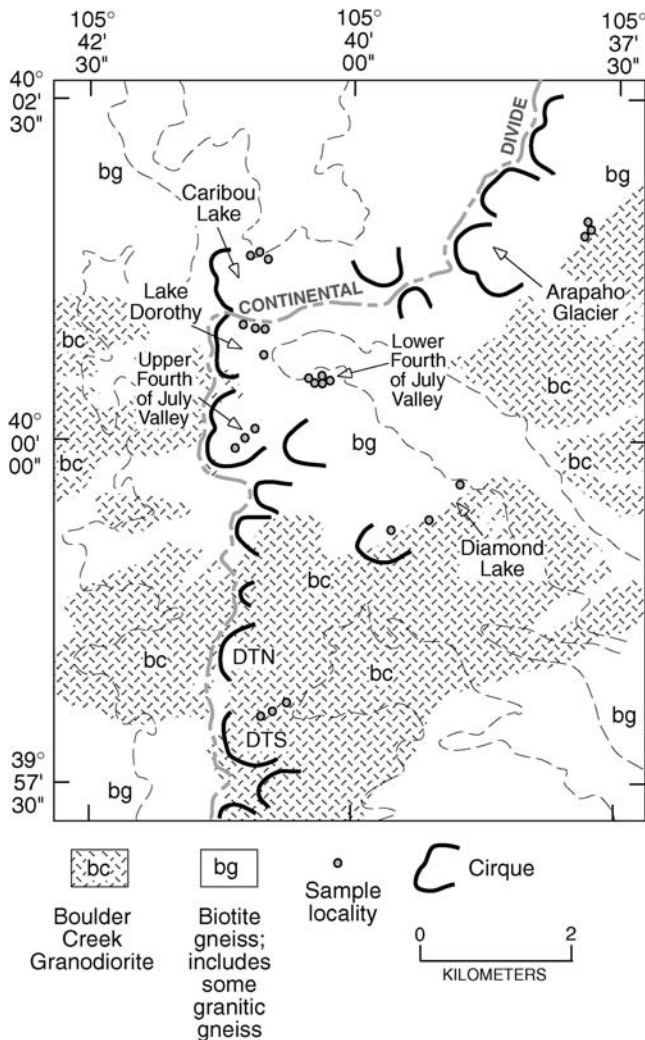 105°
42'
30"
105°
40'
00"
105°
37'
30"
40°
02'
30"
bg
DIVIDE
bg
Caribou
Lake
CONTINENTAL
Arapaho
Glacier
Lake
Dorothy
bc
Upper
Fourth
of July
Valley
Lower
Fourth
of July
Valley
bc
40°
00'
00"
bc
bg
bc
Diamond
Lake
bc
bc
DTN
bc
bg
DTS
39°
57'
30"
bg
bc
Boulder
Creek
Granodiorite
bg
Biotite
gneiss;
includes
some
granitic
gneiss
Sample
locality
Cirque
0 2
KILOMETERS